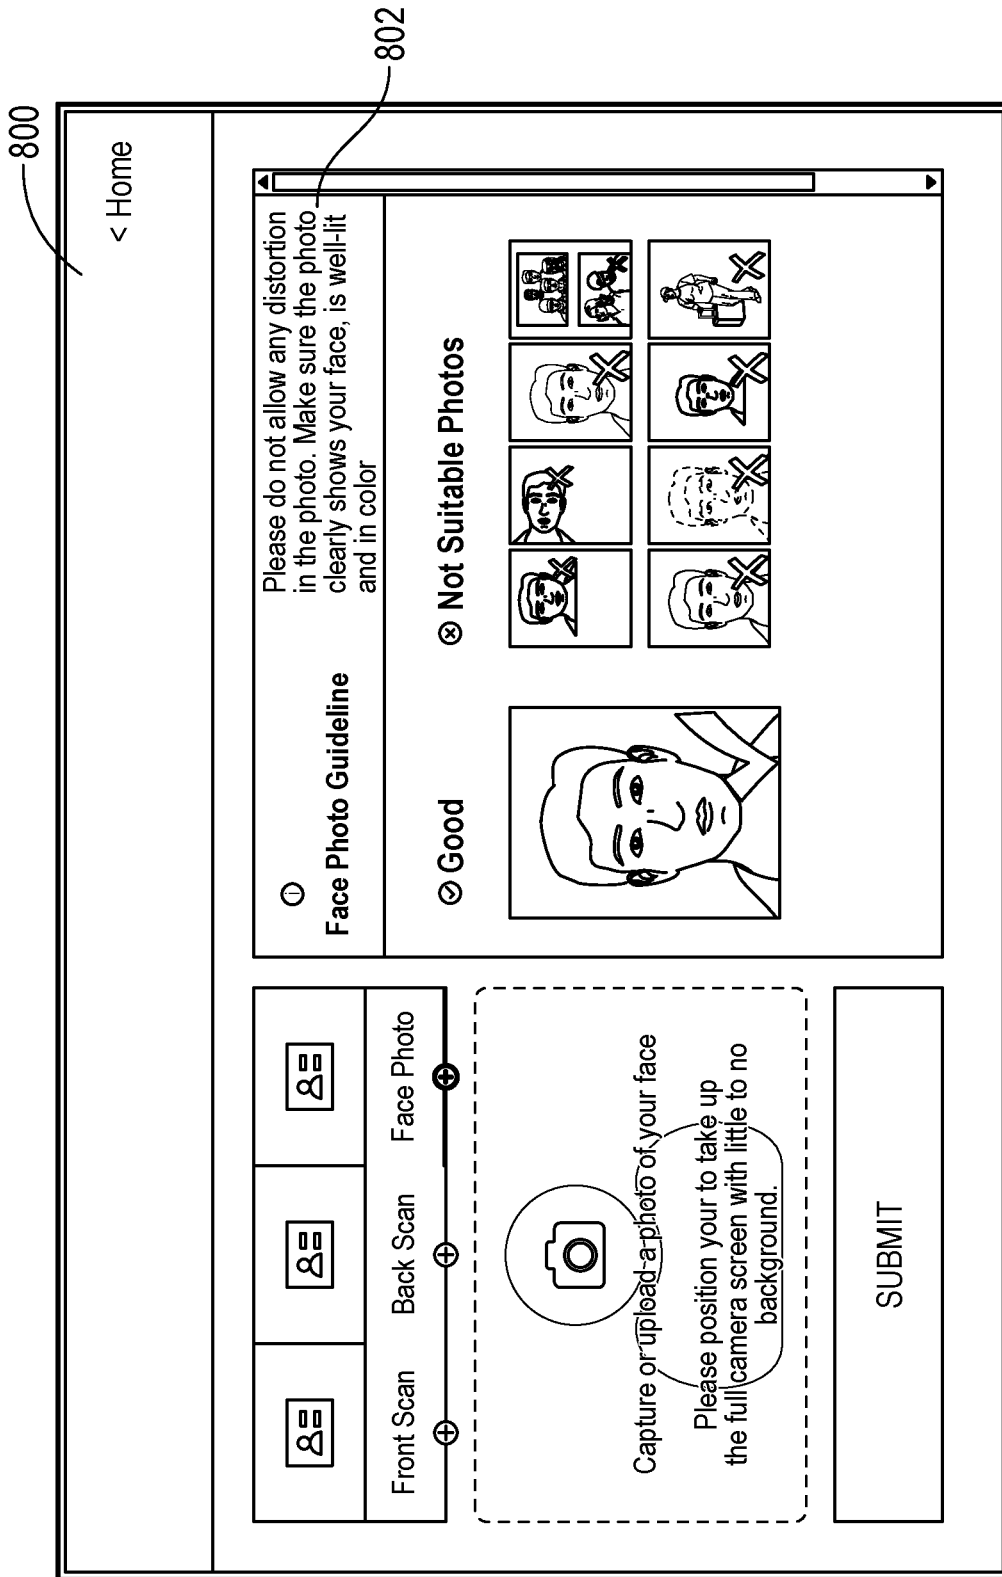 800
< Home
802
Front Scan
Back Scan
Face Photo
Capture or upload a photo of your face
Please position your to take up
the full camera screen with little to no
background.
SUBMIT
Face Photo Guideline
Please do not allow any distortion
in the photo. Make sure the photo
clearly shows your face, is well-lit
and in color
Good
Not Suitable Photos